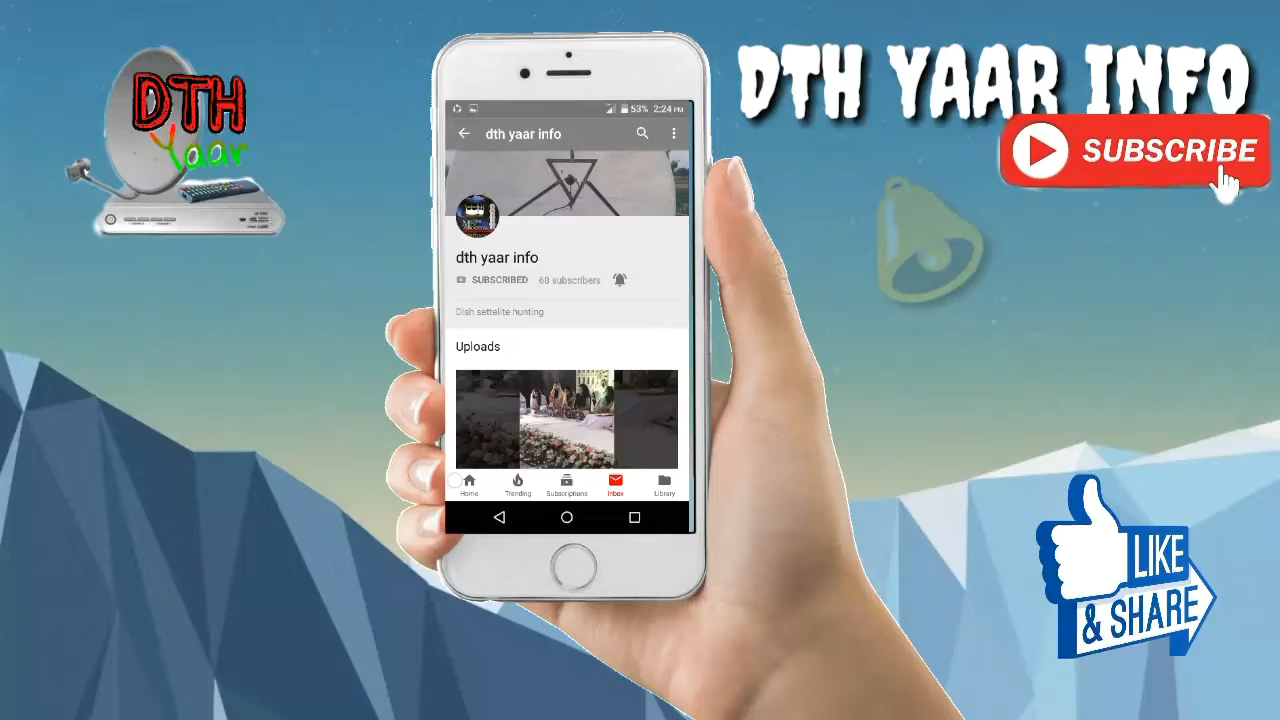 DTH
Yaar
DTH YAAR INFO
SUBSCRIBE
53% 2:24 PM
dth yaar info
dth yaar info
SUBSCRIBED 68 subscribers
Dish settelite hunting
Uploads
Home Trending Subscriptions Inbox Library
LIKE
& SHARE